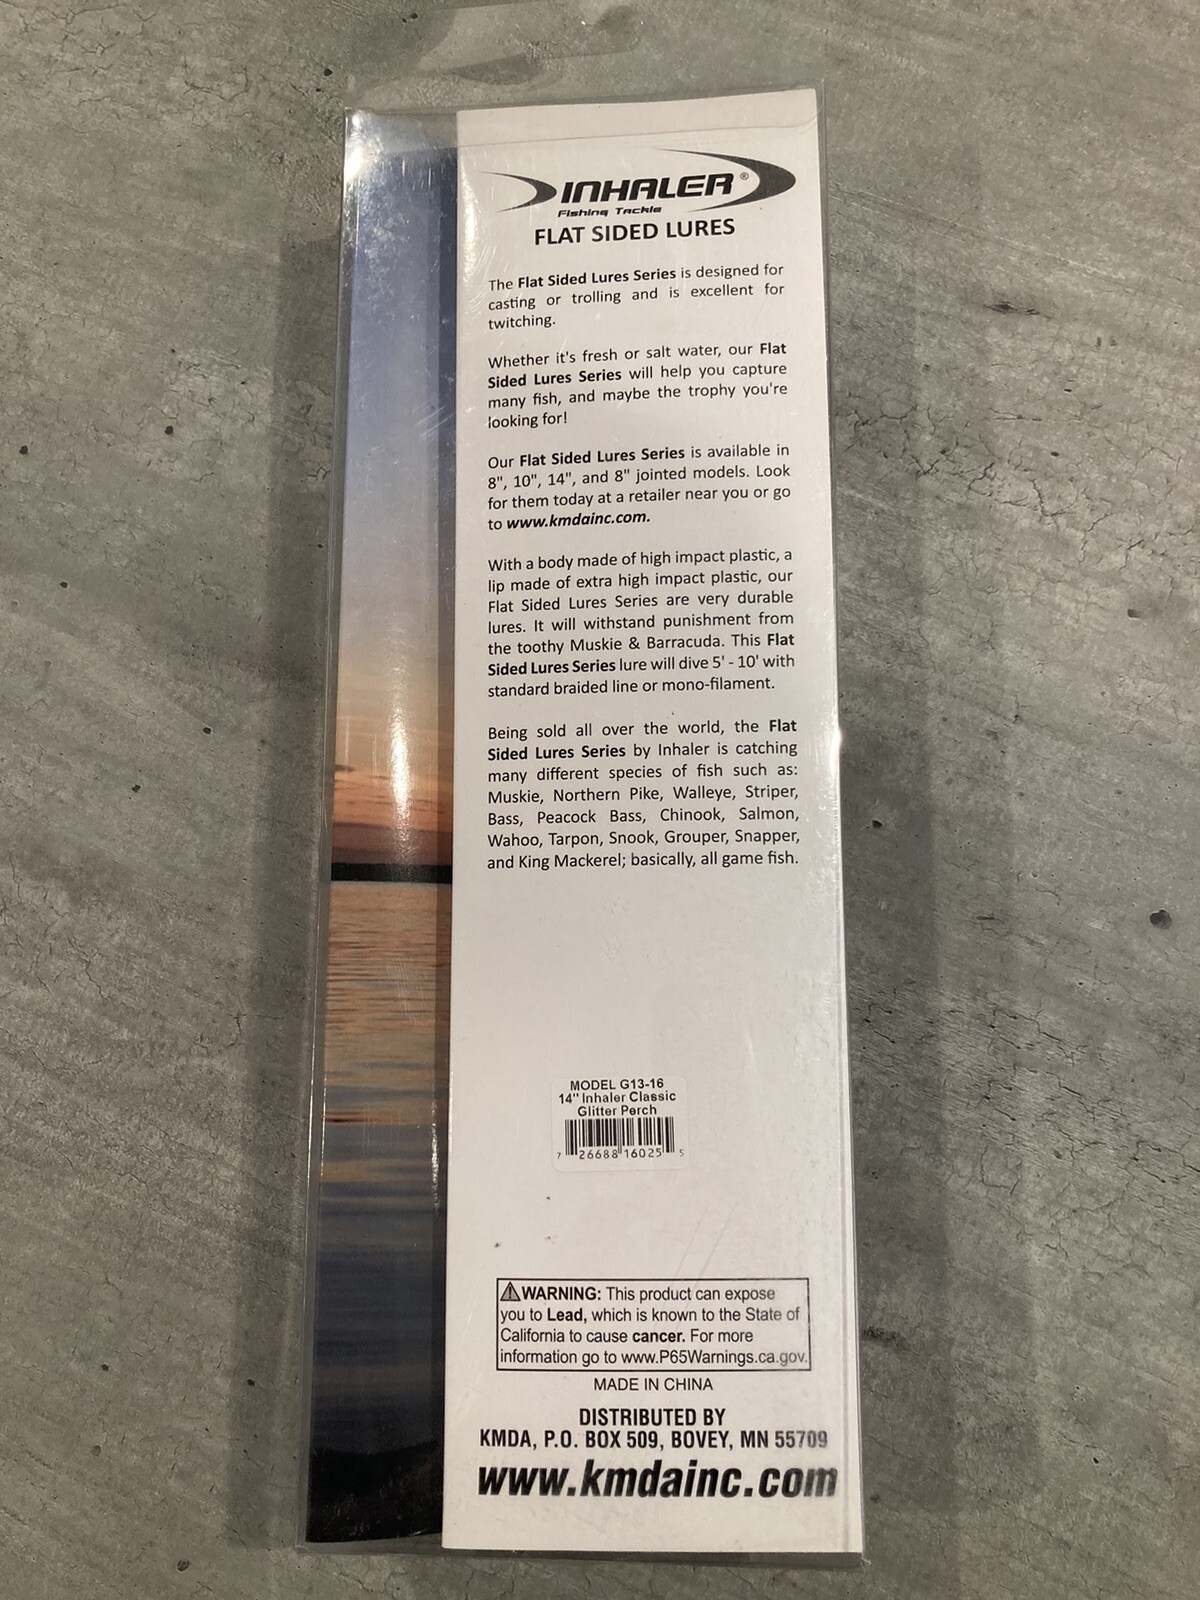 INHALER®
Fishing Tackle
FLAT SIDED LURES
The Flat Sided Lures Series is designed for
casting or trolling and is excellent for
twitching.
Whether it's fresh or salt water, our Flat
Sided Lures Series will help you capture
many fish, and maybe the trophy you're
looking for!
Our Flat Sided Lures Series is available in
8", 10", 14", and 8" jointed models. Look
for them today at a retailer near you or go
to www.kmdainc.com.
With a body made of high impact plastic, a
lip made of extra high impact plastic, our
Flat Sided Lures Series are very durable
lures. It will withstand punishment from
the toothy Muskie & Barracuda. This Flat
Sided Lures Series lure will dive 5' - 10' with
standard braided line or mono-filament.
Being sold all over the world, the Flat
Sided Lures Series by Inhaler is catching
many different species of fish such as:
Muskie, Northern Pike, Walleye, Striper,
Bass, Peacock Bass, Chinook, Salmon,
Wahoo, Tarpon, Snook, Grouper, Snapper,
and King Mackerel; basically, all game fish.
MODEL G13-16
14" Inhaler Classic
Glitter Perch
7 26688 16025 5
⚠WARNING: This product can expose
you to Lead, which is known to the State of
California to cause cancer. For more
information go to www.P65Warnings.ca.gov.
MADE IN CHINA
DISTRIBUTED BY
KMDA, P.O. BOX 509, BOVEY, MN 55709
www.kmdainc.com